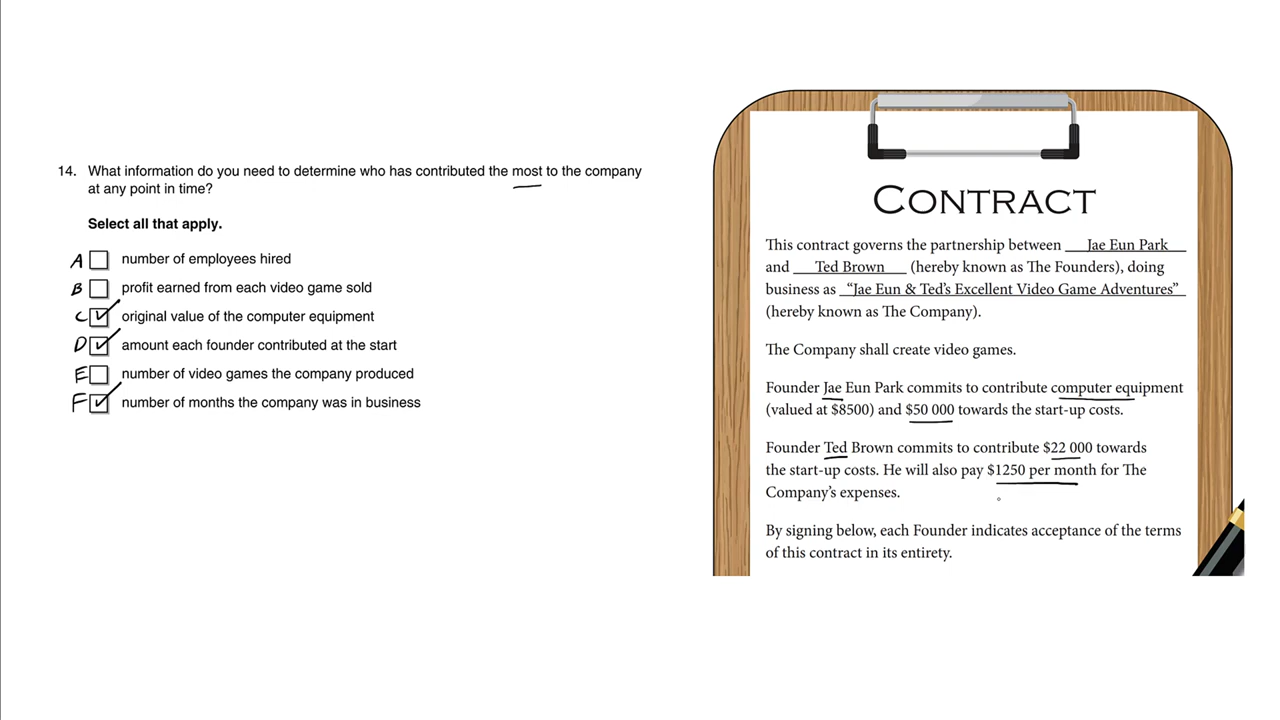 14. What information do you need to determine who has contributed the most to the company
at any point in time?
Select all that apply.
A number of employees hired
B profit earned from each video game sold
C original value of the computer equipment
D amount each founder contributed at the start
E number of video games the company produced
F number of months the company was in business
CONTRACT
This contract governs the partnership between Jae Eun Park
and Ted Brown (hereby known as The Founders), doing
business as “Jae Eun & Ted’s Excellent Video Game Adventures”
(hereby known as The Company).
The Company shall create video games.
Founder Jae Eun Park commits to contribute computer equipment
(valued at $8500) and $50 000 towards the start-up costs.
Founder Ted Brown commits to contribute $22 000 towards
the start-up costs. He will also pay $1250 per month for The
Company’s expenses.
By signing below, each Founder indicates acceptance of the terms
of this contract in its entirety.